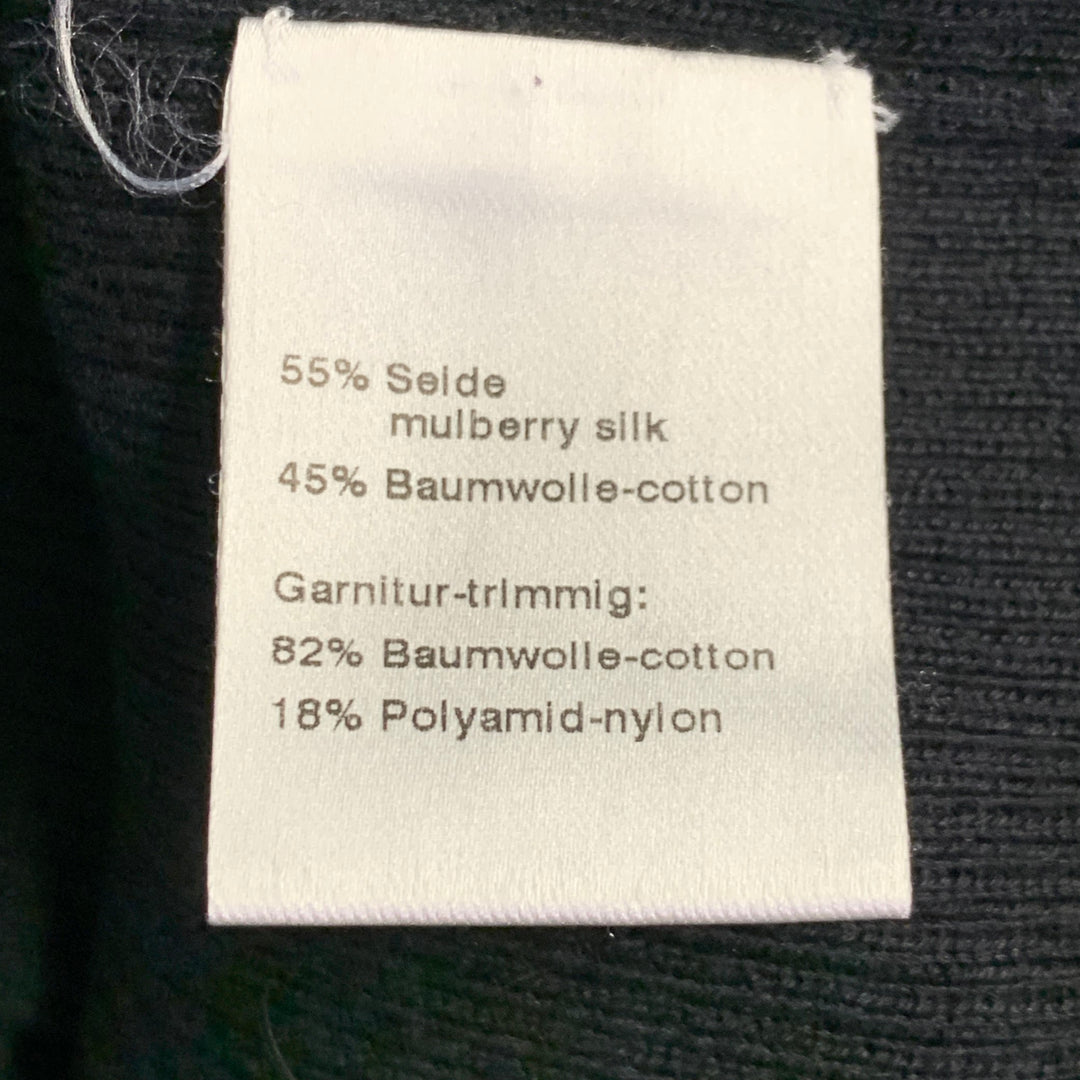 55% Seide
mulberry silk
45% Baumwolle-cotton
Garnitur-trimmig:
82% Baumwolle-cotton
18% Polyamid-nylon